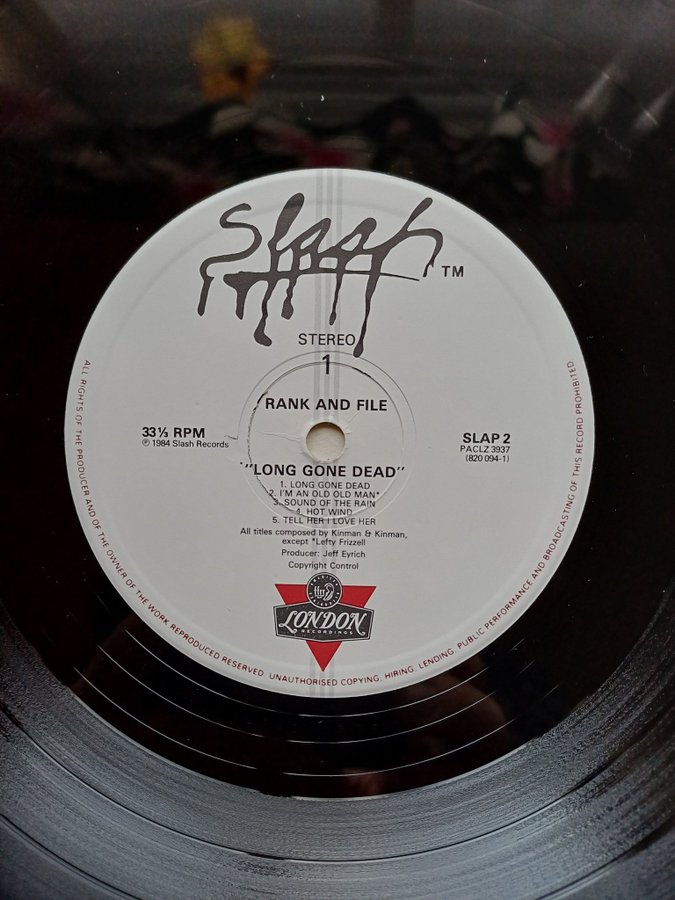 Slash TM
STEREO
1
RANK AND FILE
33⅓ RPM
℗ 1984 Slash Records
SLAP 2
PACLZ 3937
(820 094-1)
"LONG GONE DEAD"
1. LONG GONE DEAD
2. I'M AN OLD OLD MAN*
3. SOUND OF THE RAIN
4. HOT WIND
5. TELL HER I LOVE HER
All titles composed by Kinman & Kinman,
except *Lefty Frizzell
Producer: Jeff Eyrich
Copyright Control
ffrr
LONDON
RECORDINGS
ALL RIGHTS OF THE PRODUCER AND OF THE OWNER OF THE WORK REPRODUCED RESERVED. UNAUTHORISED COPYING, HIRING, LENDING, PUBLIC PERFORMANCE AND BROADCASTING OF THIS RECORD PROHIBITED